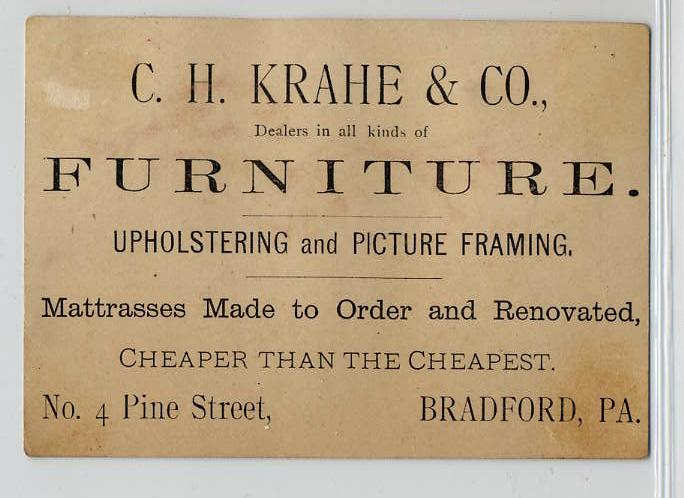 C. H. KRAHE & CO.,
Dealers in all kinds of
FURNITURE.
UPHOLSTERING and PICTURE FRAMING.
Mattrasses Made to Order and Renovated,
CHEAPER THAN THE CHEAPEST.
No. 4 Pine Street, BRADFORD, PA.